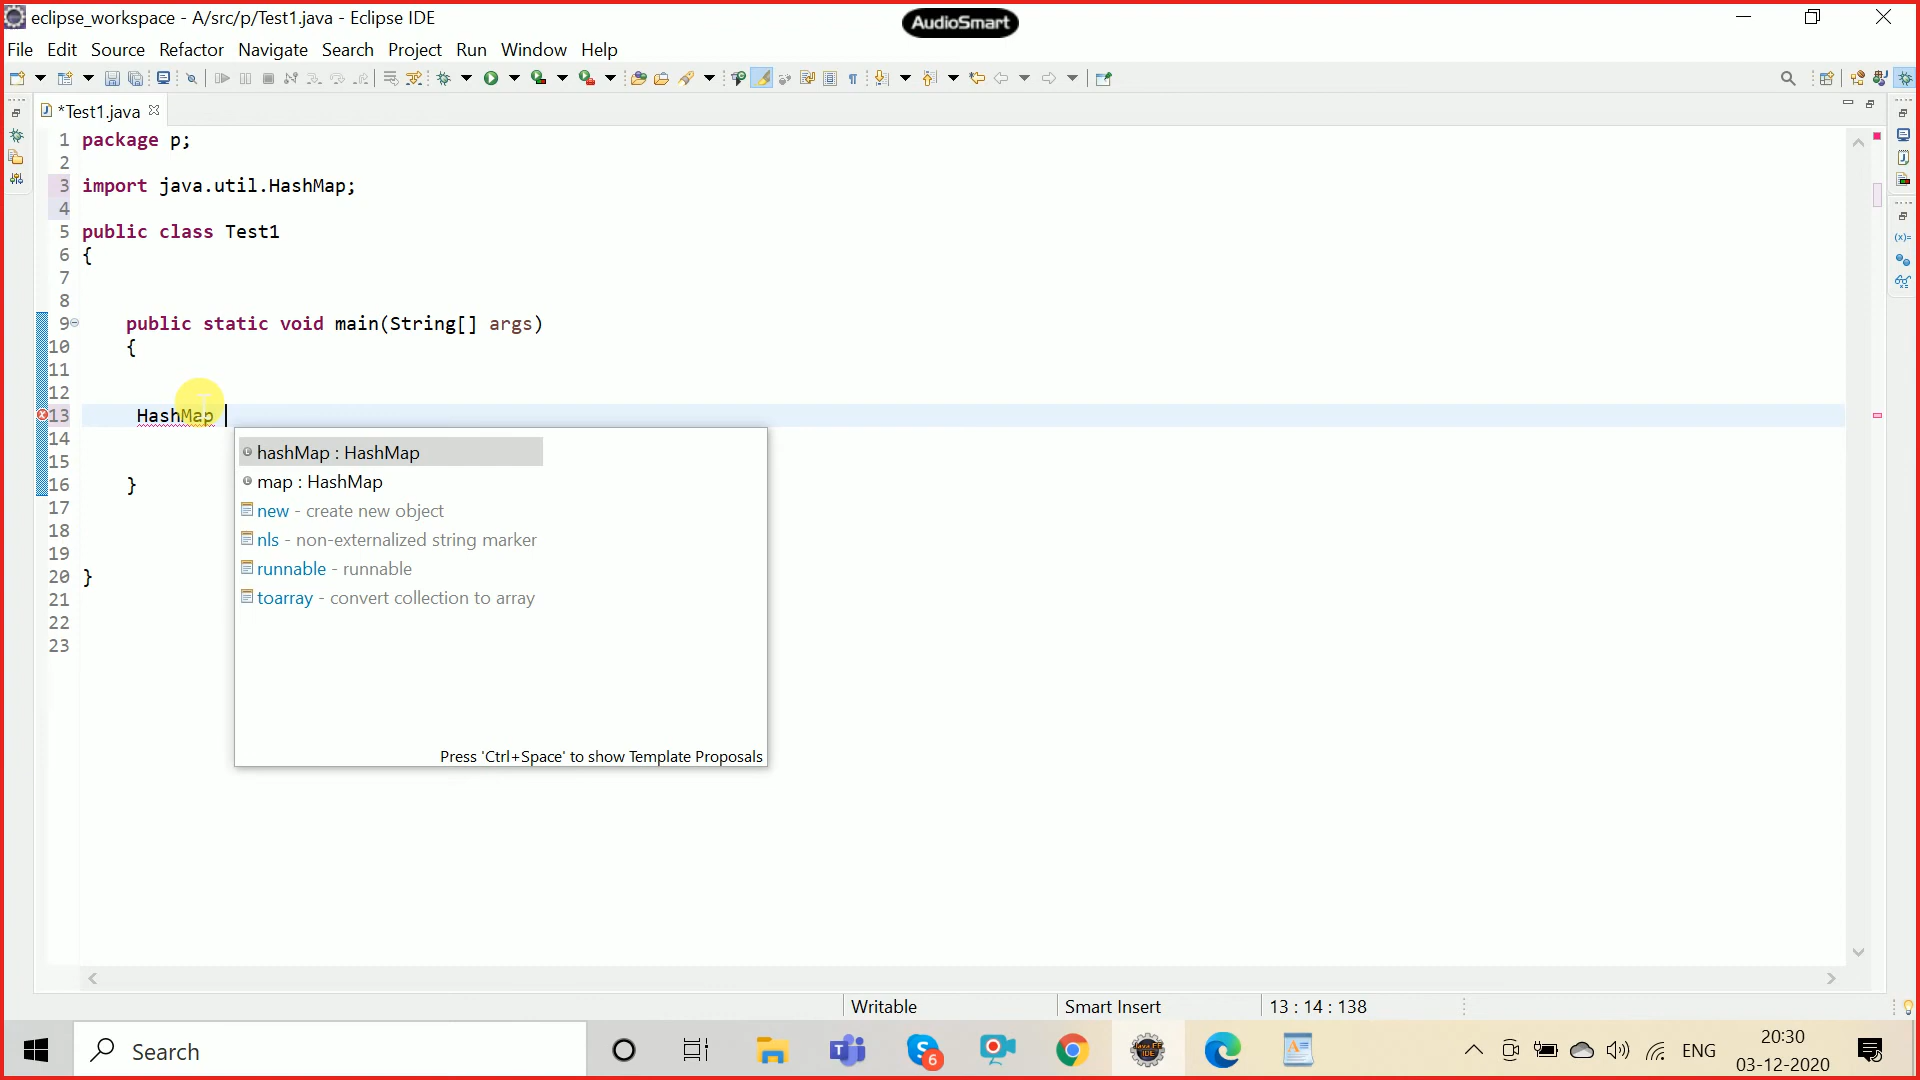 eclipse_workspace - A/src/p/Test1.java - Eclipse IDE
AudioSmart
File Edit Source Refactor Navigate Search Project Run Window Help
*Test1.java
1 package p;
2
3 import java.util.HashMap;
4
5 public class Test1
6 {
7
8
9 public static void main(String[] args)
10 {
11
12
13 HashMap
14
15
16 }
17
18
19
20 }
21
22
23
hashMap : HashMap
map : HashMap
new - create new object
nls - non-externalized string marker
runnable - runnable
toarray - convert collection to array
Press 'Ctrl+Space' to show Template Proposals
Writable Smart Insert 13 : 14 : 138
Search
6
ENG
20:30
03-12-2020